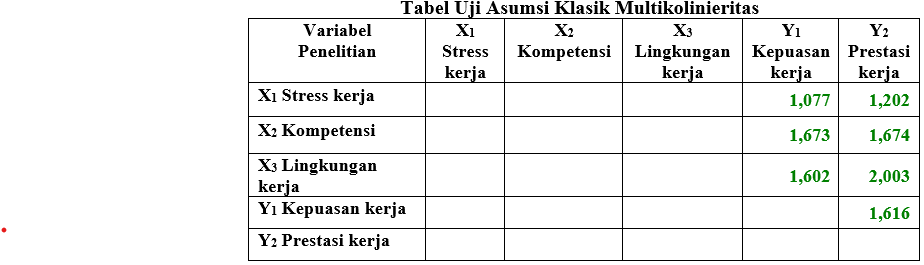 Tabel Uji Asumsi Klasik Multikolinieritas
Variabel Penelitian X1 Stress kerja X2 Kompetensi X3 Lingkungan kerja Y1 Kepuasan kerja Y2 Prestasi kerja
X1 Stress kerja 1,077 1,202
X2 Kompetensi 1,673 1,674
X3 Lingkungan kerja 1,602 2,003
Y1 Kepuasan kerja 1,616
Y2 Prestasi kerja